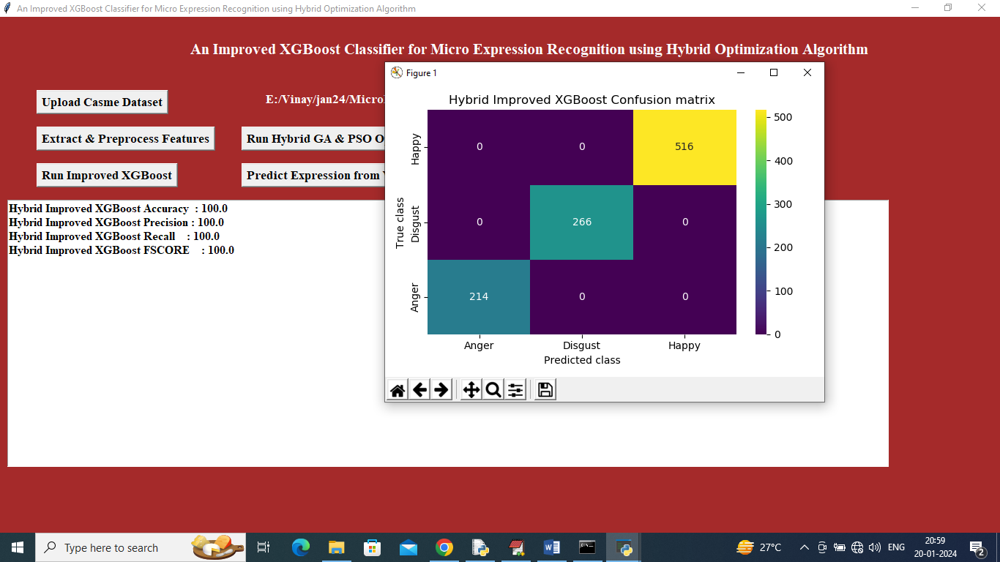 An Improved XGBoost Classifier for Micro Expression Recognition using Hybrid Optimization Algorithm
An Improved XGBoost Classifier for Micro Expression Recognition using Hybrid Optimization Algorithm
Upload Casme Dataset
E:/Vinay/jan24/Micro
Extract & Preprocess Features
Run Hybrid GA & PSO O
Run Improved XGBoost
Predict Expression from
Hybrid Improved XGBoost Accuracy : 100.0
Hybrid Improved XGBoost Precision : 100.0
Hybrid Improved XGBoost Recall : 100.0
Hybrid Improved XGBoost FSCORE : 100.0
Figure 1
Hybrid Improved XGBoost Confusion matrix
True class
Happy
0 0 516
Disgust
0 266 0
Anger
214 0 0
Anger Disgust Happy
Predicted class
500
400
300
200
100
0
Type here to search
27°C
ENG
20:59
20-01-2024
2